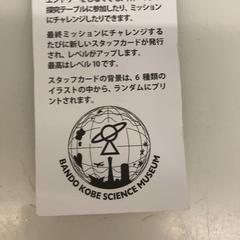 探究テーブルに参加したり、ミッション
にチャレンジしたりできます。
最終ミッションにチャレンジする
たびに新しいスタッフカードが発行
され、レベルがアップします。
最高はレベル10です。
スタッフカードの背景は、6種類の
イラストの中から、ランダムにプ
リントされます。
BANDO KOBE SCIENCE MUSEUM